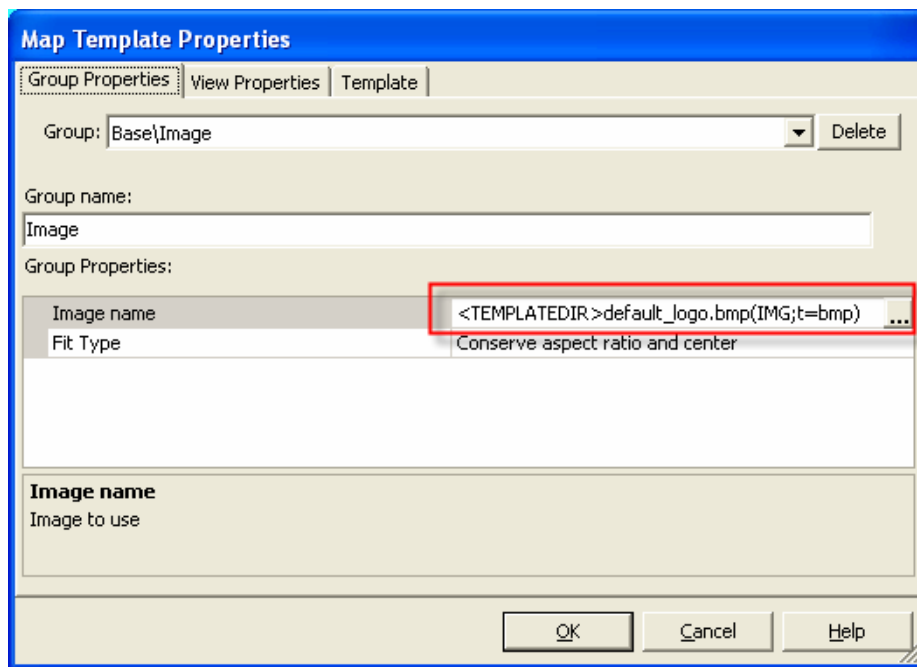 Map Template Properties
Group Properties View Properties Template
Group: Base\Image Delete
Group name:
Image
Group Properties:
Image name <TEMPLATEDIR>default_logo.bmp(IMG;t=bmp) ...
Fit Type Conserve aspect ratio and center
Image name
Image to use
OK Cancel Help